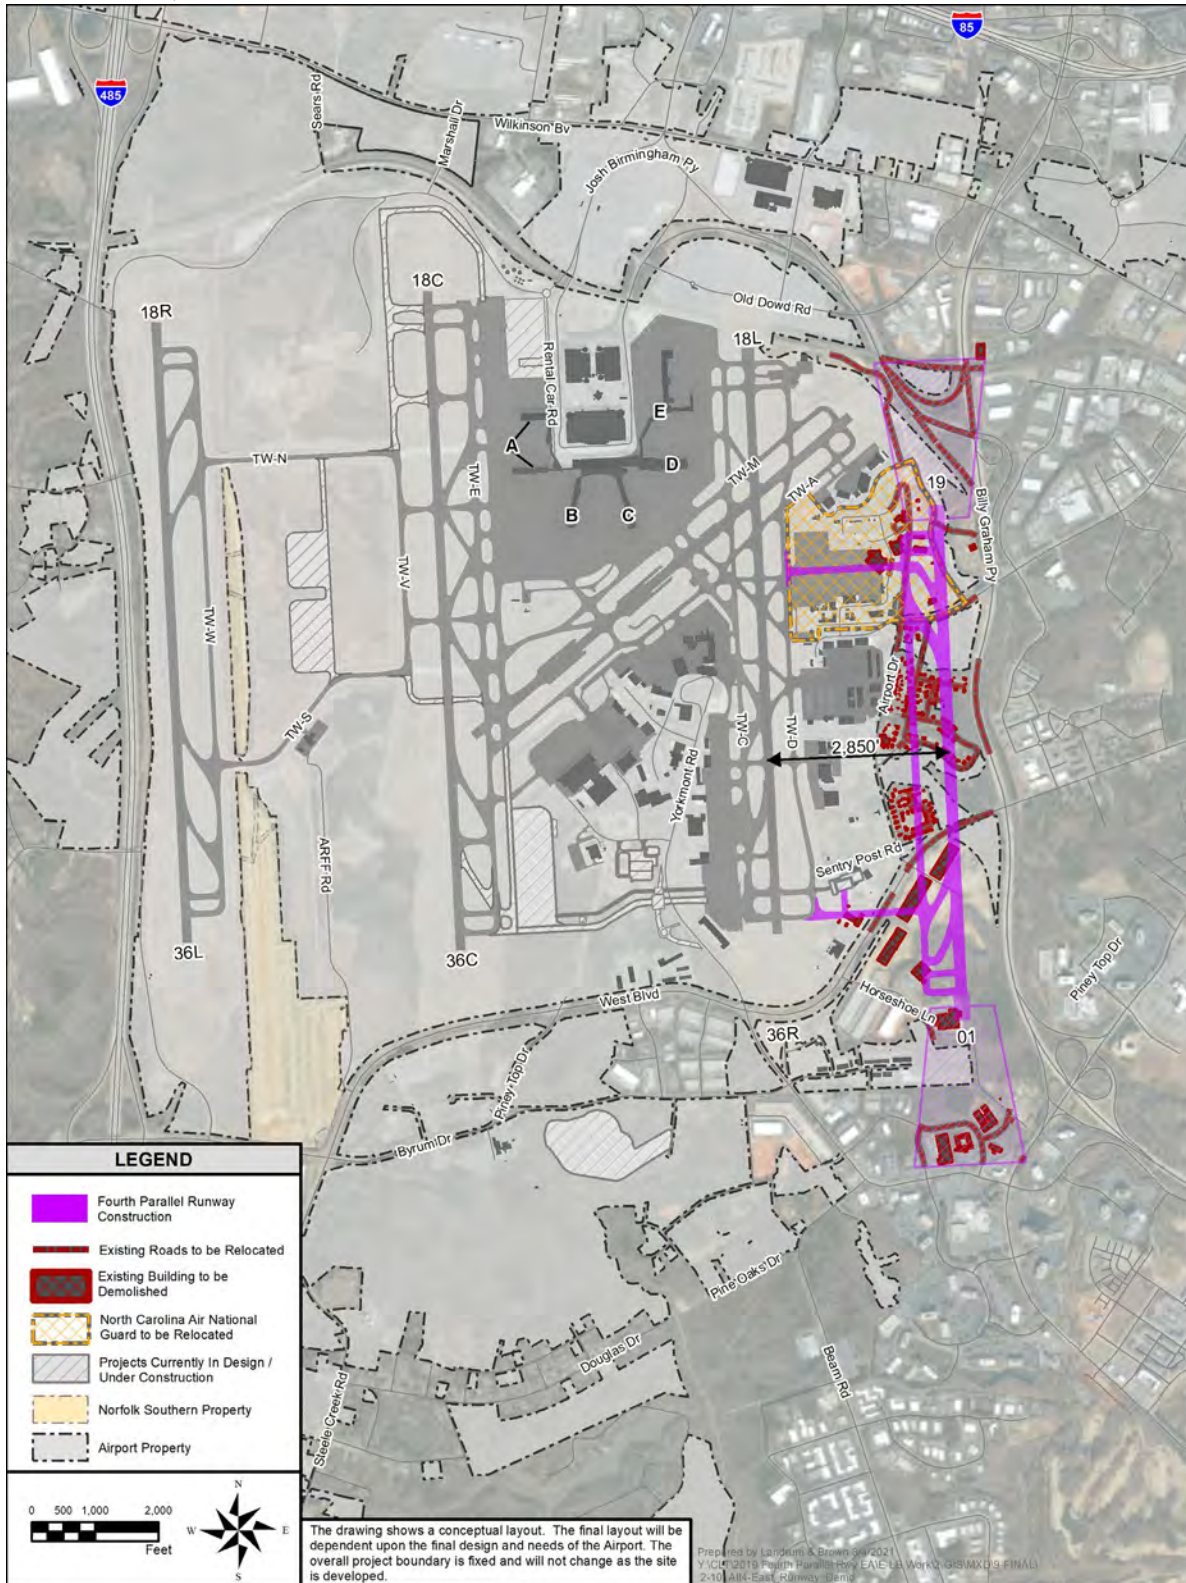 85
485
Sears Rd
Marshall Dr
Wilkinson Bv
Josh Birmingham Py
Old Dowd Rd
18R
18C
18L
Rental Car Rd
A
E
D
B
C
TW-N
TW-E
TW-M
TW-A
19
Billy Graham Py
TW-V
TW-W
TW-S
Airport Dr
TW-C
TW-D
2,850'
Yorkmont Rd
Sentry Post Rd
ARFF Rd
36L
36C
West Blvd
Horseshoe Ln
36R
01
Piney Top Dr
Piney Top Dr
Byrum Dr
Pine Oaks Dr
Douglas Dr
Beam Rd
Steele Creek Rd
LEGEND
Fourth Parallel Runway
Construction
Existing Roads to be Relocated
Existing Building to be
Demolished
North Carolina Air National
Guard to be Relocated
Projects Currently In Design /
Under Construction
Norfolk Southern Property
Airport Property
0 500 1,000 2,000
Feet
N
W E
S
The drawing shows a conceptual layout. The final layout will be
dependent upon the final design and needs of the Airport. The
overall project boundary is fixed and will not change as the site
is developed.
Prepared by Landrum & Brown